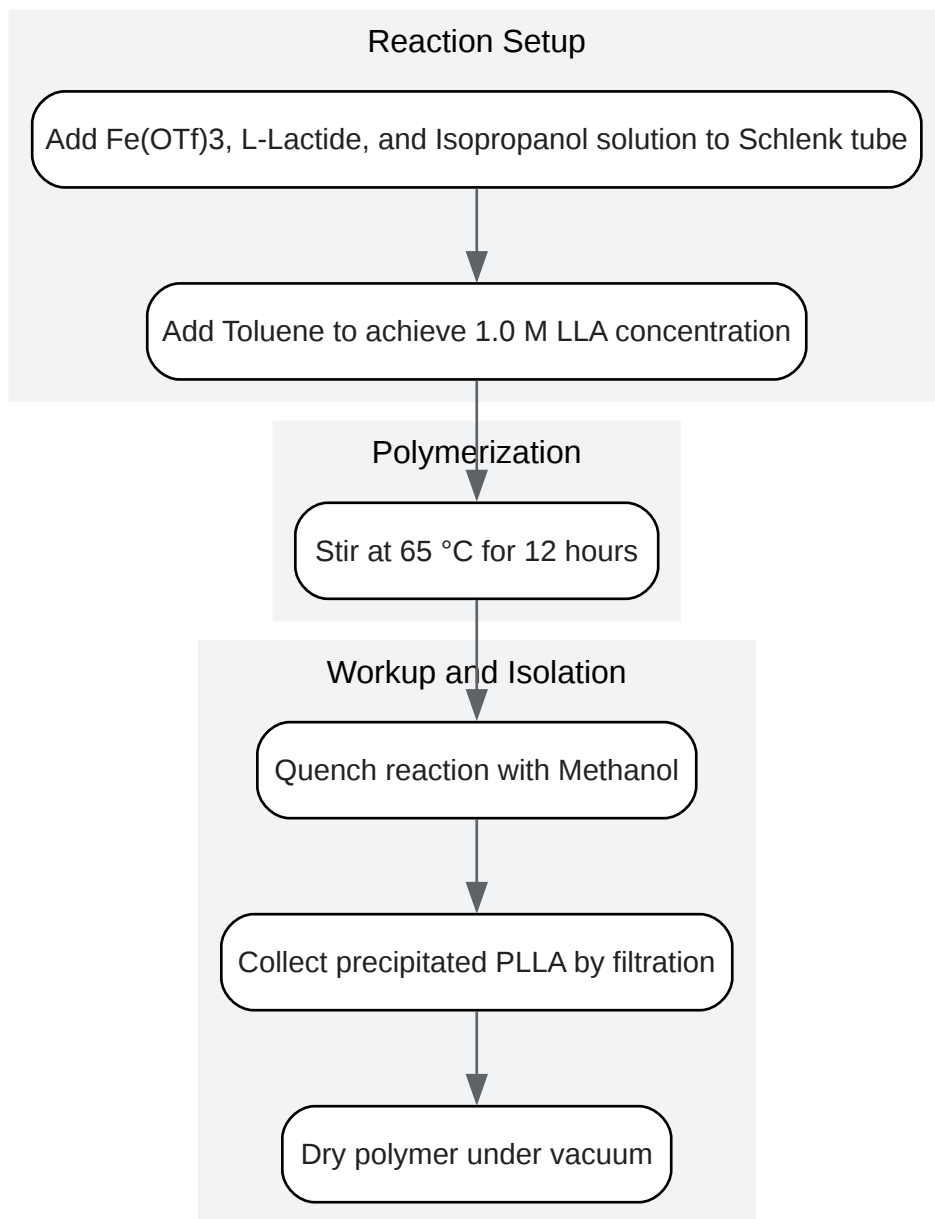 Reaction Setup
Add Fe(OTf)3, L-Lactide, and Isopropanol solution to Schlenk tube
Add Toluene to achieve 1.0 M LLA concentration
Polymerization
Stir at 65 °C for 12 hours
Workup and Isolation
Quench reaction with Methanol
Collect precipitated PLLA by filtration
Dry polymer under vacuum